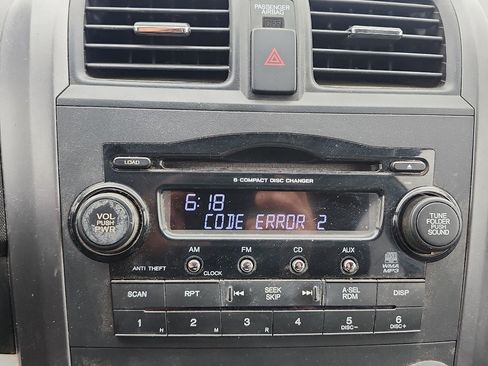 PASSENGER
AIRBAG
LOAD
6 COMPACT DISC CHANGER
6:18
CODE ERROR 2
VOL
PUSH
PWR
TUNE
FOLDER
PUSH
SOUND
AM FM CD AUX
ANTI THEFT CLOCK WMA
MP3
SCAN RPT SEEK
SKIP A.SEL
RDM DISP
1 2 3 4 5 6
H M R DISC− DISC+